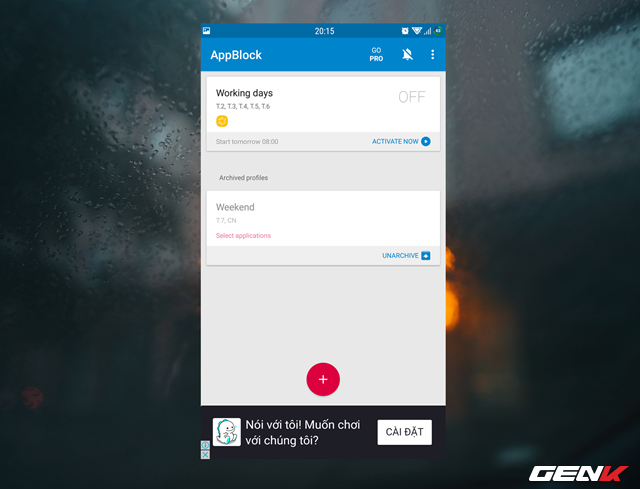 20:15
AppBlock
GO
PRO
Working days
OFF
T.2, T.3, T.4, T.5, T.6
Start tomorrow 08:00
ACTIVATE NOW
Archived profiles
Weekend
T.7, CN
Select applications
UNARCHIVE
+
Nói với tôi! Muốn chơi
với chúng tôi?
CÀI ĐẶT
GENK